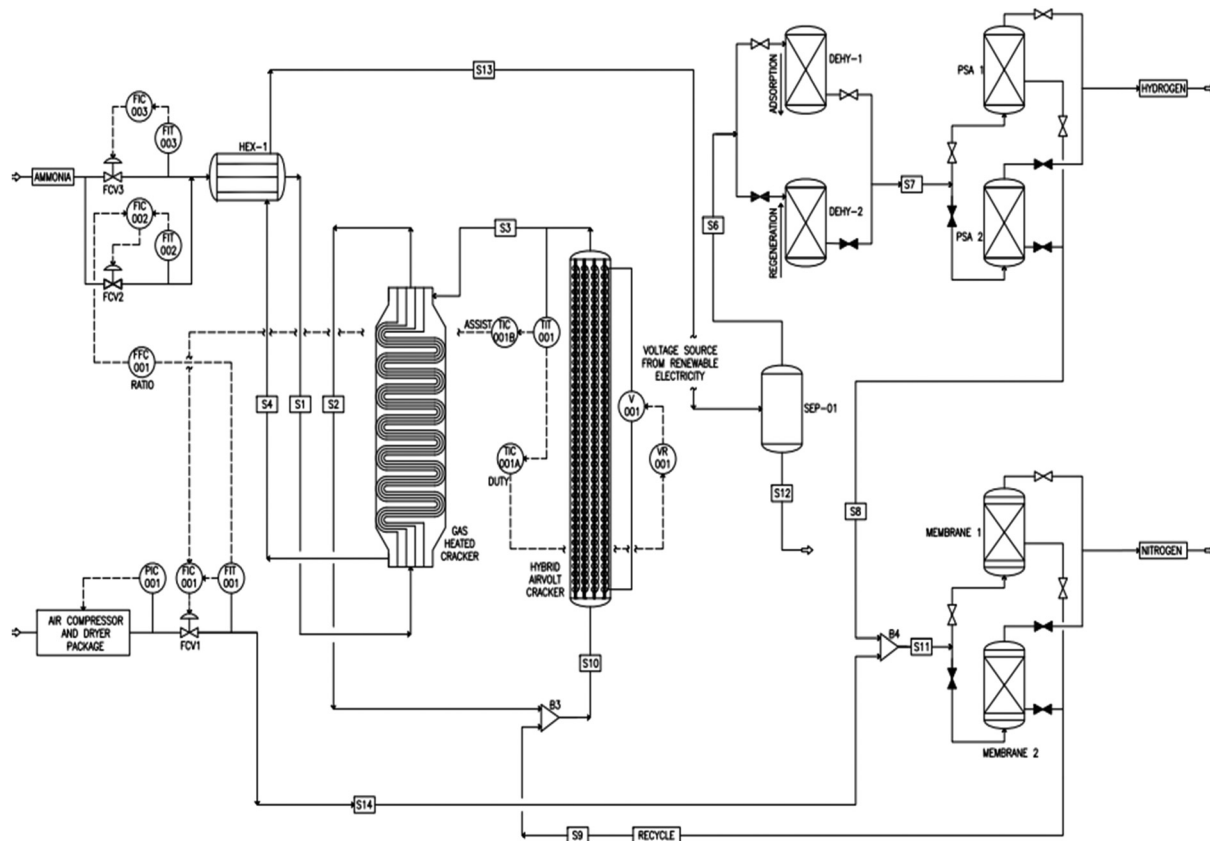 S13
FIC
003
FIT
003
HEX-1
AMMONIA
FCV3
FIC
002
FIT
002
FCV2
FFC
001
RATIO
S4
S1
S2
S3
ASSIST
TIC
001B
TIT
001
TIC
001A
DUTY
GAS
HEATED
CRACKER
HYBRID
AIRVOLT
CRACKER
V
001
VR
001
VOLTAGE SOURCE
FROM RENEWABLE
ELECTRICITY
S6
ADSORPTION
DEHY-1
REGENERATION
DEHY-2
S7
PSA 1
PSA 2
HYDROGEN
SEP-01
S12
S8
PIC
001
FIC
001
FIT
001
AIR COMPRESSOR
AND DRYER
PACKAGE
FCV1
S10
B3
B4
S11
MEMBRANE 1
MEMBRANE 2
NITROGEN
S14
S9
RECYCLE